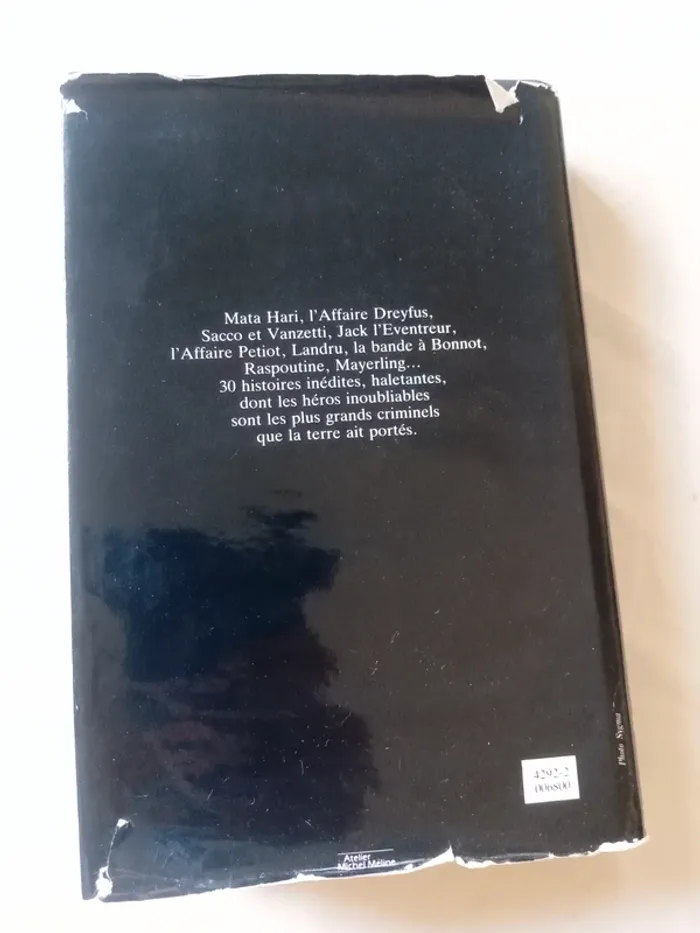 Mata Hari, l'Affaire Dreyfus,
Sacco et Vanzetti, Jack l'Eventreur,
l'Affaire Petiot, Landru, la bande à Bonnot,
Raspoutine, Mayerling...
30 histoires inédites, haletantes,
dont les héros inoubliables
sont les plus grands criminels
que la terre ait portés.
Photo Sygma
4292-2
006800
Atelier
Michel Méline